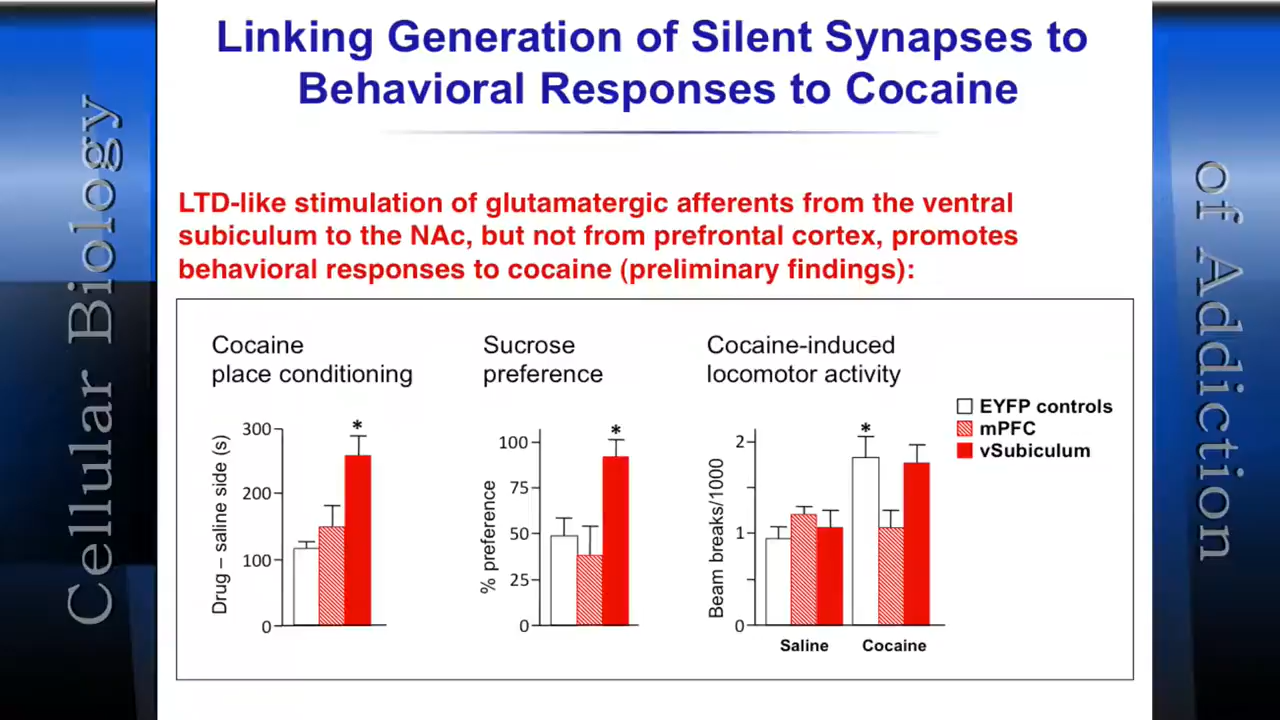 Linking Generation of Silent Synapses to
Behavioral Responses to Cocaine
LTD-like stimulation of glutamatergic afferents from the ventral
subiculum to the NAc, but not from prefrontal cortex, promotes
behavioral responses to cocaine (preliminary findings):
Cocaine
place conditioning
Drug – saline side (s)
300
200
100
0
*
Sucrose
preference
% preference
100
75
50
25
0
*
Cocaine-induced
locomotor activity
Beam breaks/1000
2
1
0
*
Saline
Cocaine
EYFP controls
mPFC
vSubiculum
Cellular Biology
of Addiction